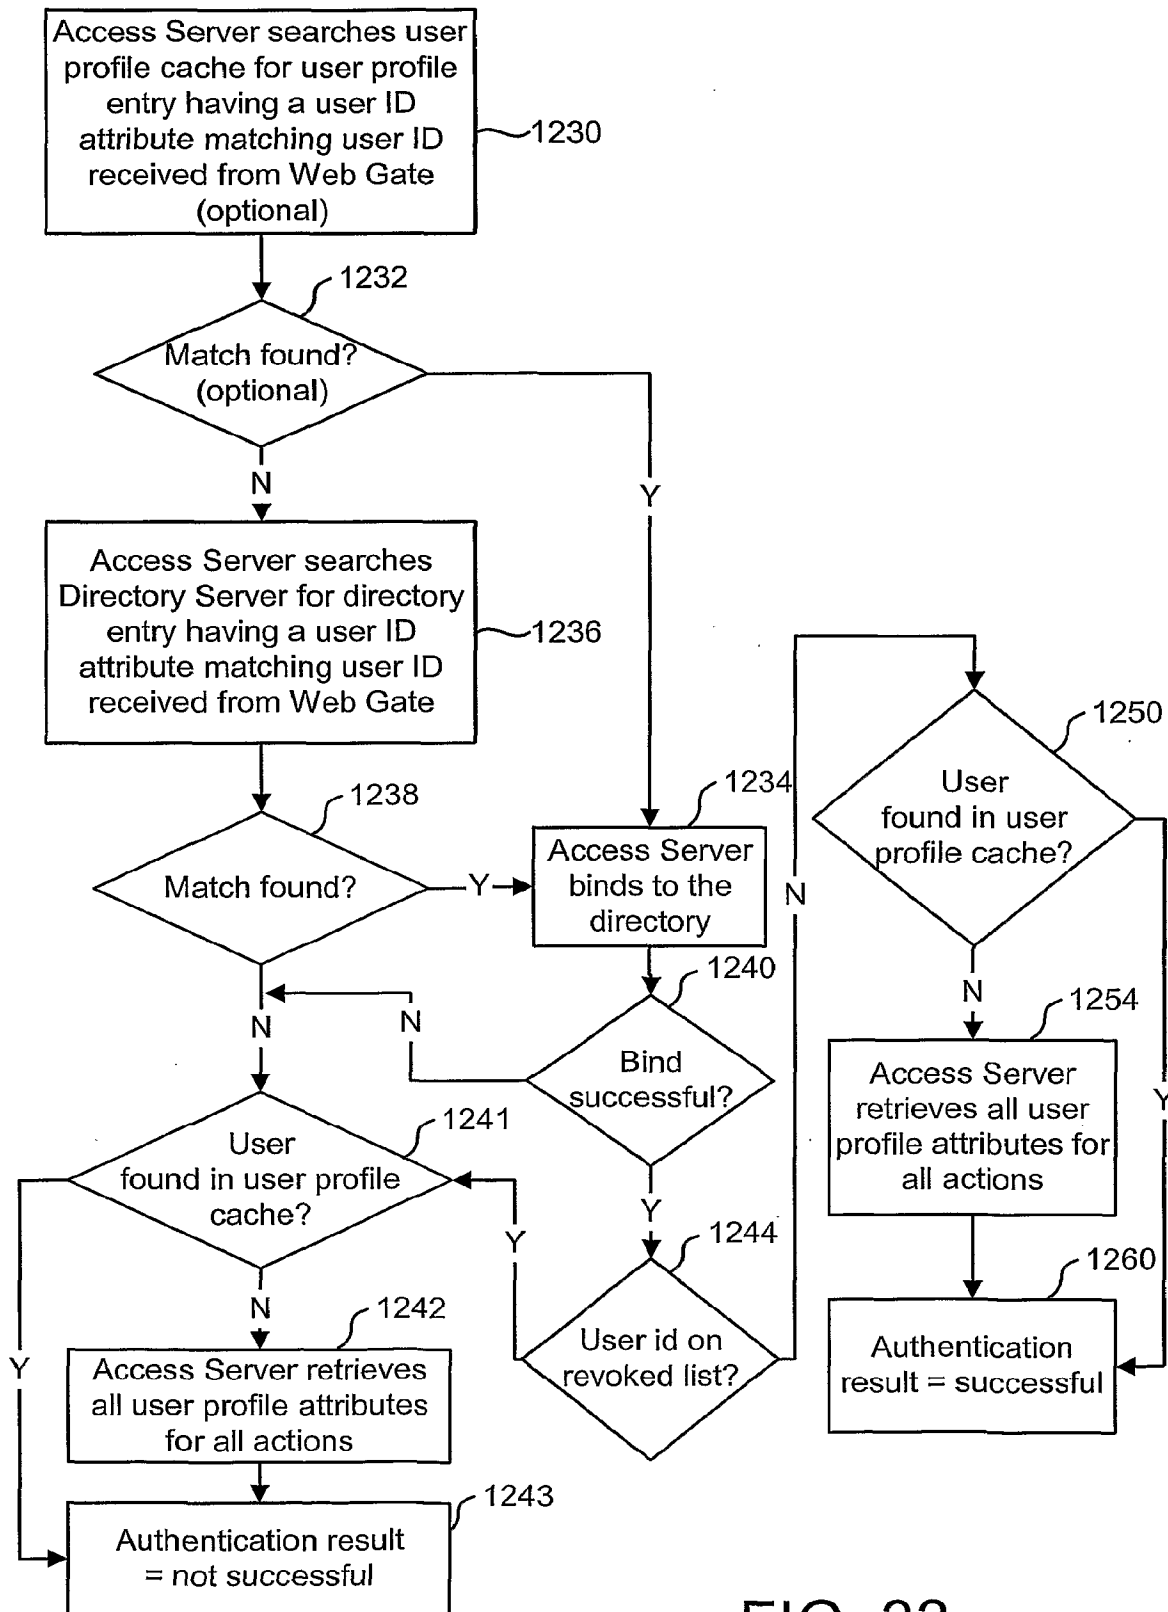 Access Server searches user
profile cache for user profile
entry having a user ID
attribute matching user ID
received from Web Gate
(optional)
1230
1232
Match found?
(optional)
N
Y
Access Server searches
Directory Server for directory
entry having a user ID
attribute matching user ID
received from Web Gate
1236
1238
Match found?
Y
1234
Access Server
binds to the
directory
1240
Bind
successful?
N
N
Y
1241
User
found in user profile
cache?
Y
N
1242
Access Server retrieves
all user profile attributes
for all actions
1243
Authentication result
= not successful
1244
User id on
revoked list?
Y
N
1250
User
found in user
profile cache?
N
Y
1254
Access Server
retrieves all user
profile attributes for
all actions
1260
Authentication
result = successful